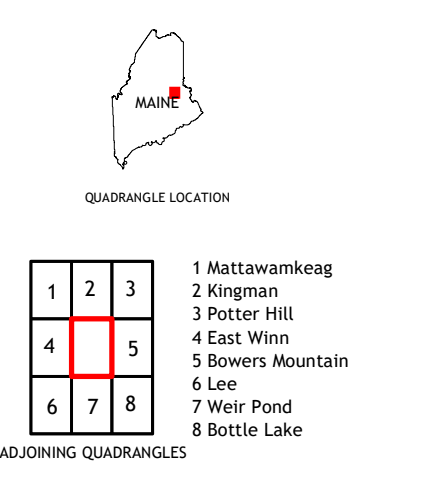 MAINE
QUADRANGLE LOCATION
1 2 3
4 5
6 7 8
1 Mattawamkeag
2 Kingman
3 Potter Hill
4 East Winn
5 Bowers Mountain
6 Lee
7 Weir Pond
8 Bottle Lake
ADJOINING QUADRANGLES